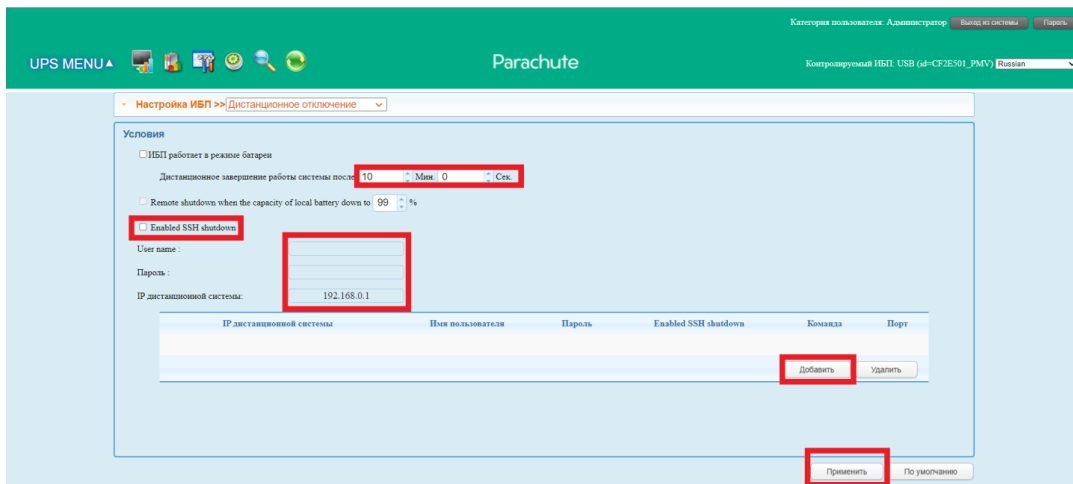 Категория пользователя: Администратор Выход из системы Пароль
UPS MENU Parachute Контролируемый ИБП: USB (id=CF2E501_PMV) Russian
Настройка ИБП >> Дистанционное отключение
Условия
ИБП работает в режиме батареи
Дистанционное завершение работы системы после 10 Мин. 0 Сек.
Remote shutdown when the capacity of local battery down to 99 %
Enabled SSH shutdown
User name :
Пароль :
IP дистанционной системы: 192.168.0.1
IP дистанционной системы Имя пользователя Пароль Enabled SSH shutdown Команда Порт
Добавить Удалить
Применить По умолчанию